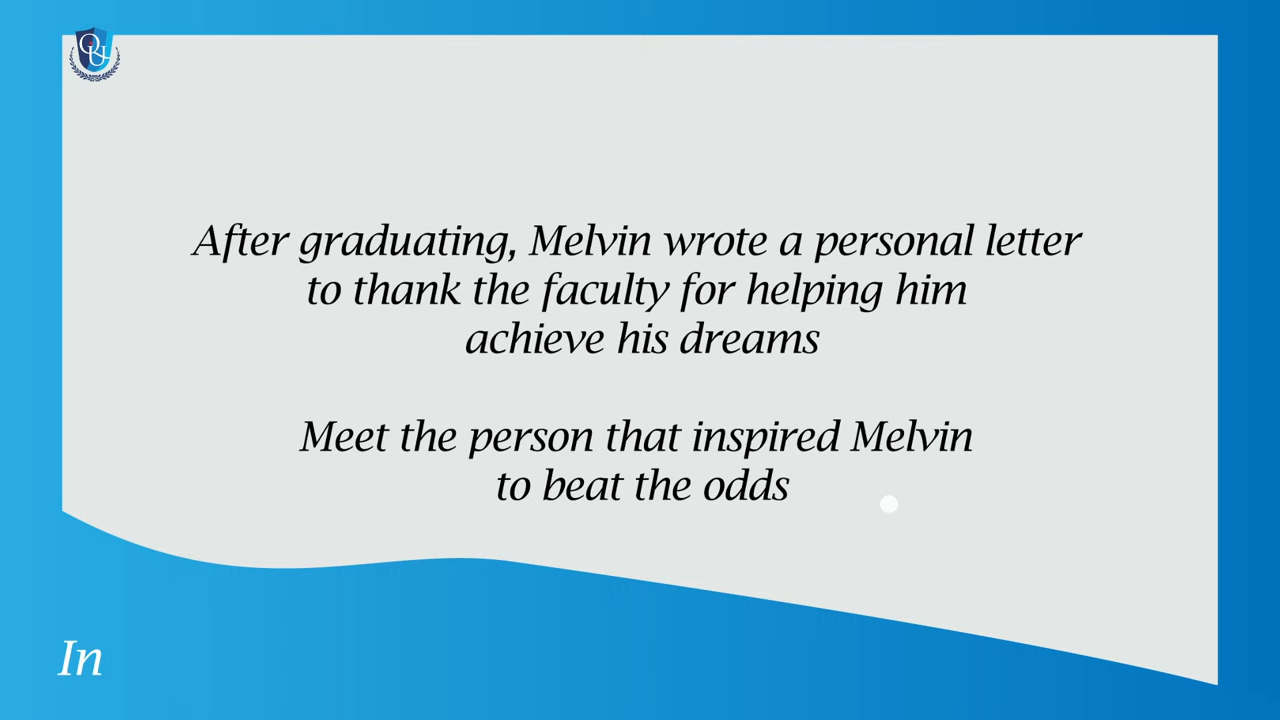 After graduating, Melvin wrote a personal letter
to thank the faculty for helping him
achieve his dreams
Meet the person that inspired Melvin
to beat the odds
In